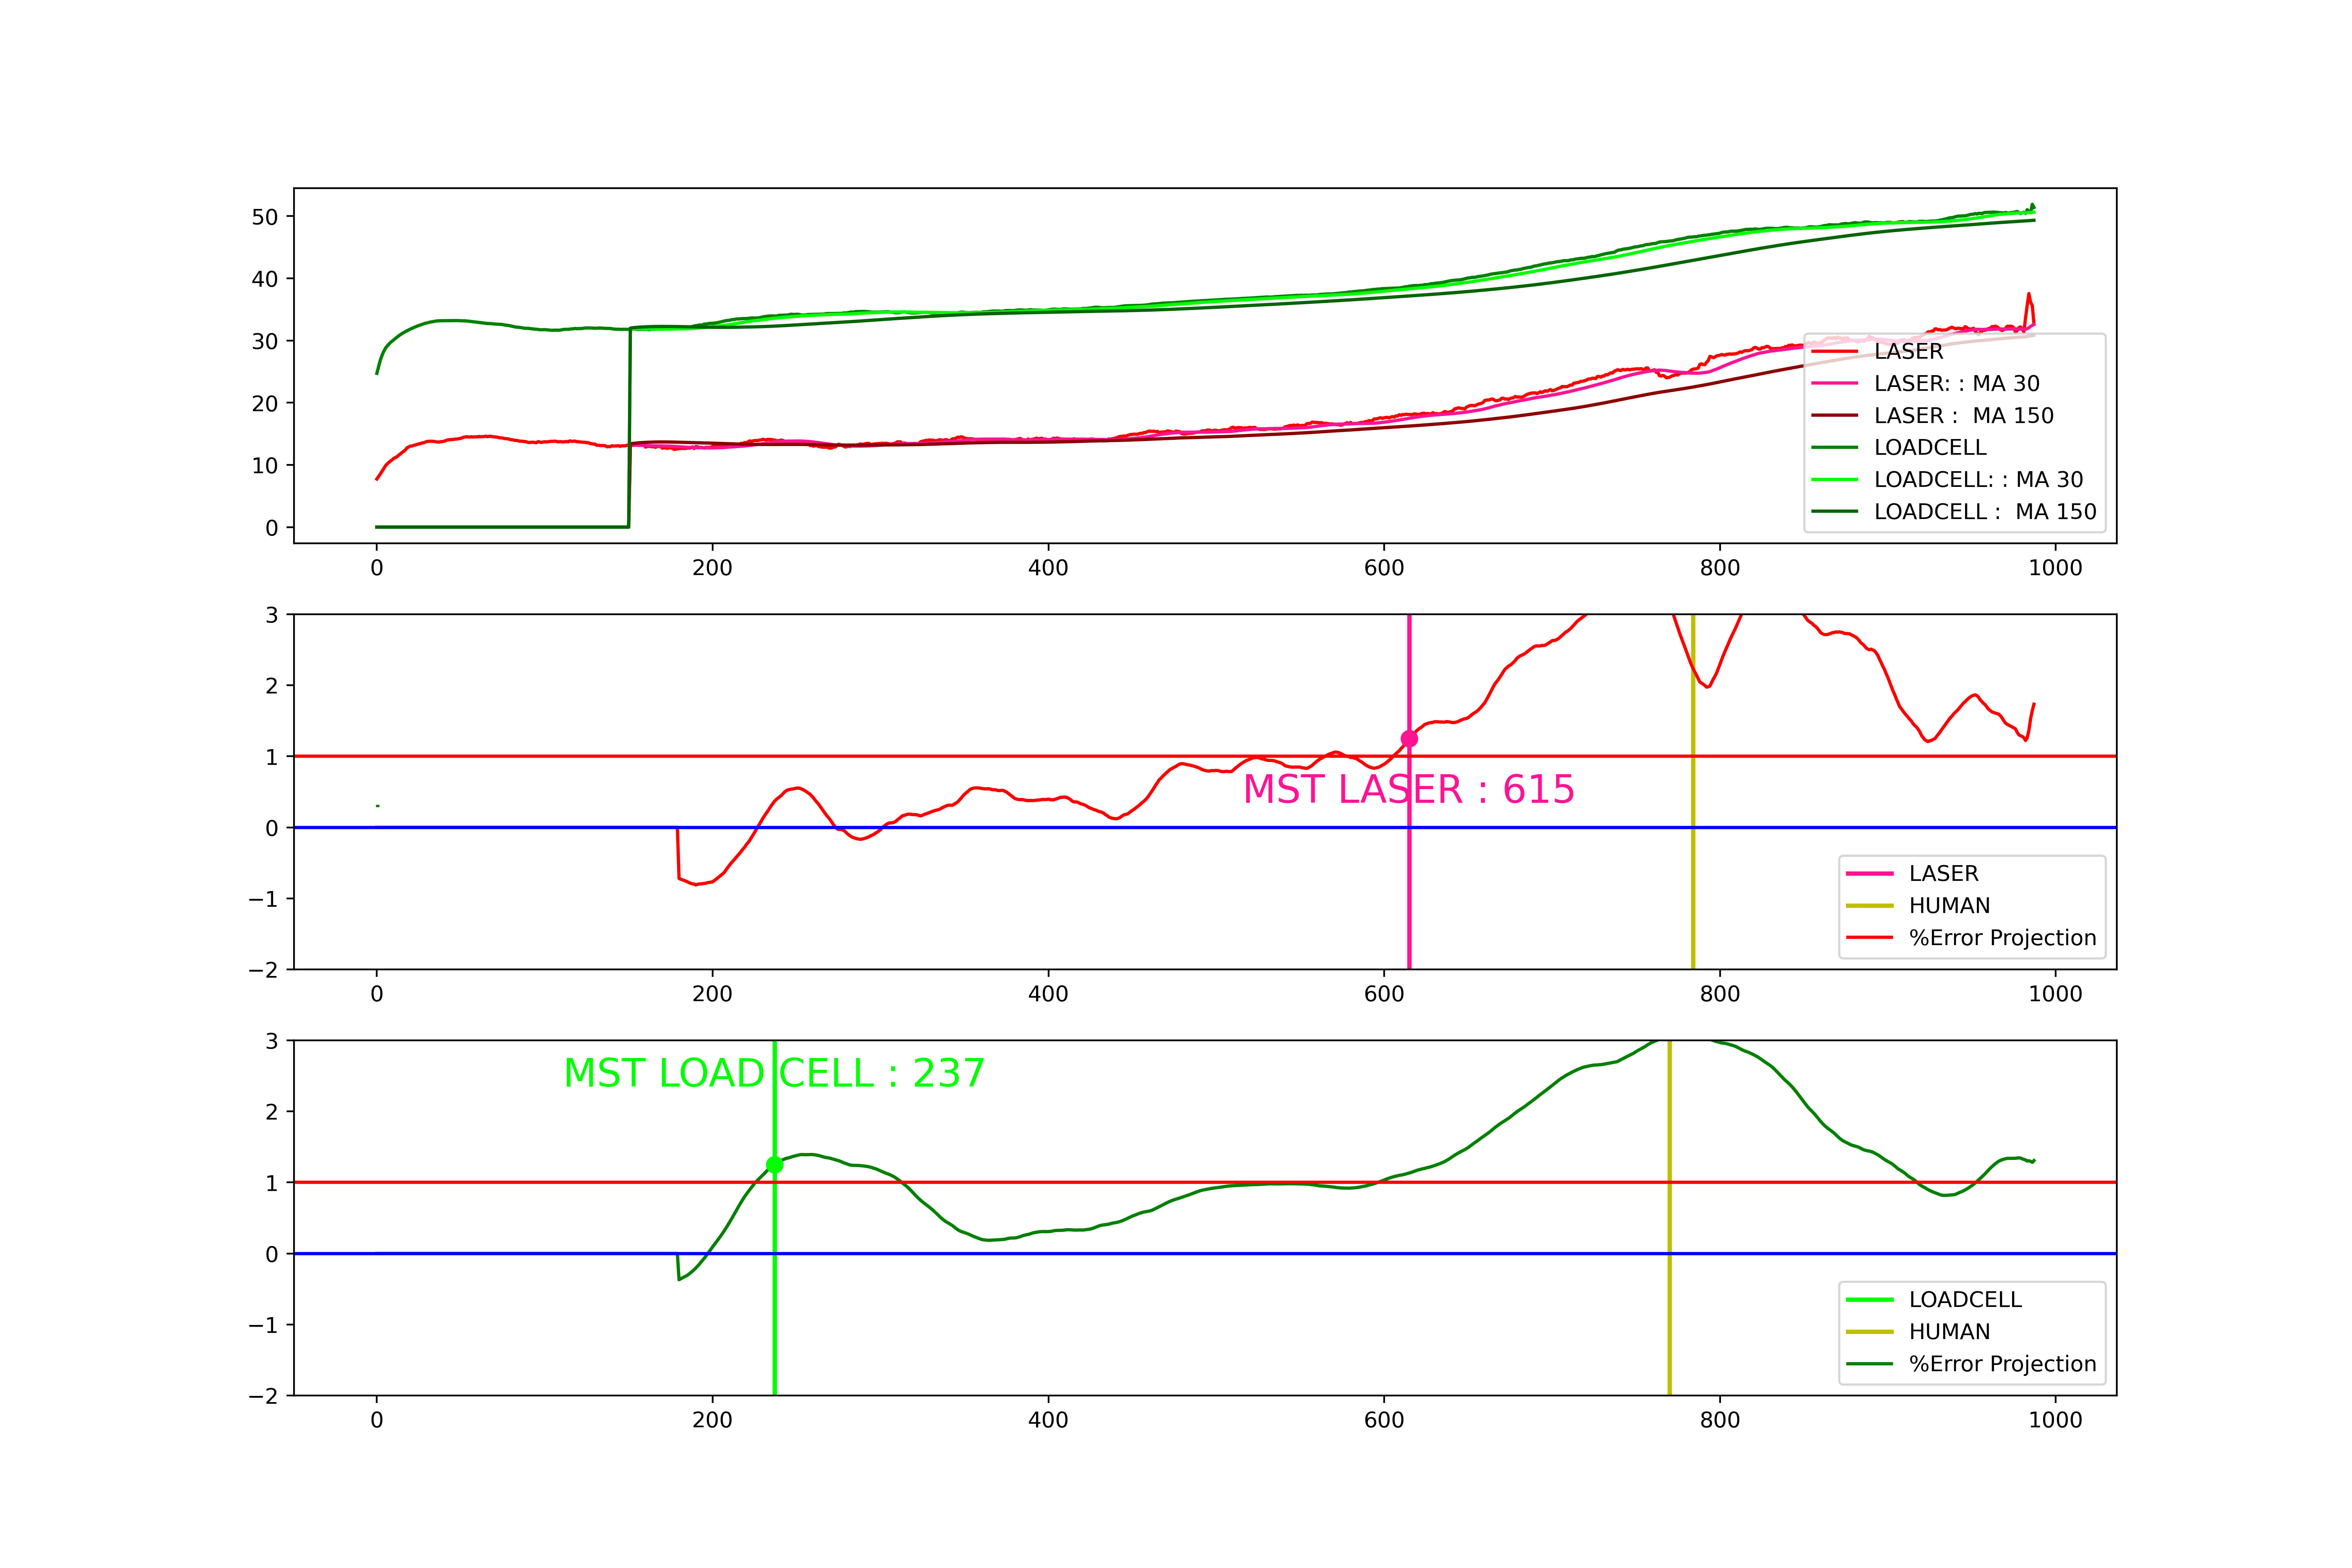 50
40
30
20
10
0
LASER
LASER: : MA 30
LASER :  MA 150
LOADCELL
LOADCELL: : MA 30
LOADCELL :  MA 150
0 200 400 600 800 1000
3
2
1
0
−1
−2
MST LASER : 615
LASER
HUMAN
%Error Projection
0 200 400 600 800 1000
3
2
1
0
−1
−2
MST LOAD CELL : 237
LOADCELL
HUMAN
%Error Projection
0 200 400 600 800 1000